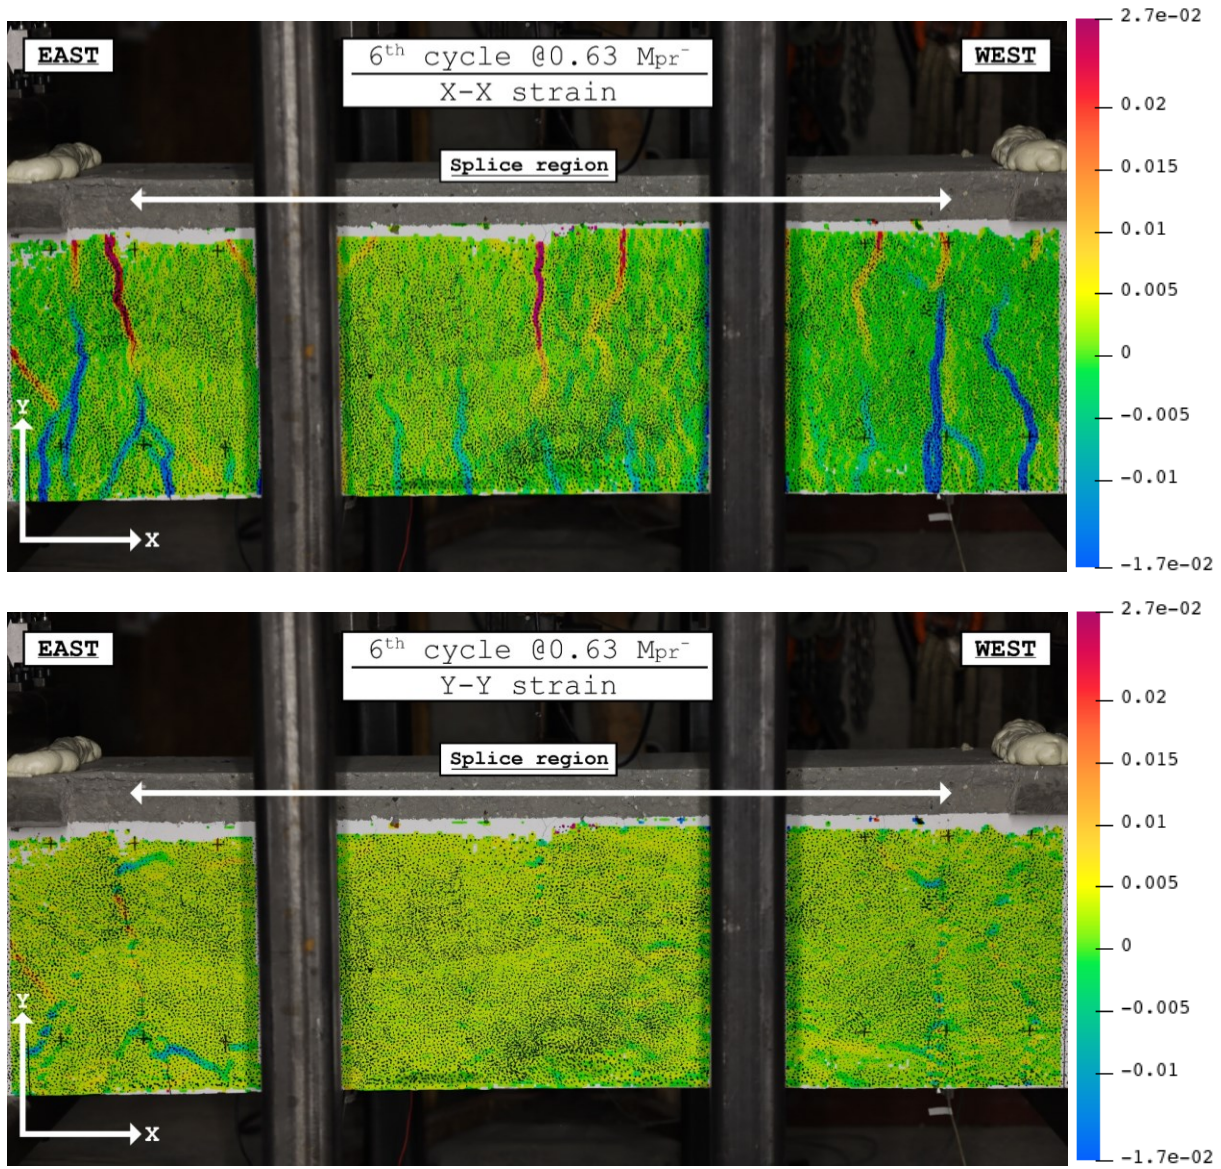 2.7e-02
EAST
6th cycle @0.63 Mpr-
X-X strain
WEST
0.02
0.015
Splice region
0.01
0.005
0
-0.005
-0.01
-1.7e-02
Y
X
2.7e-02
EAST
6th cycle @0.63 Mpr-
Y-Y strain
WEST
0.02
0.015
Splice region
0.01
0.005
0
-0.005
-0.01
-1.7e-02
Y
X